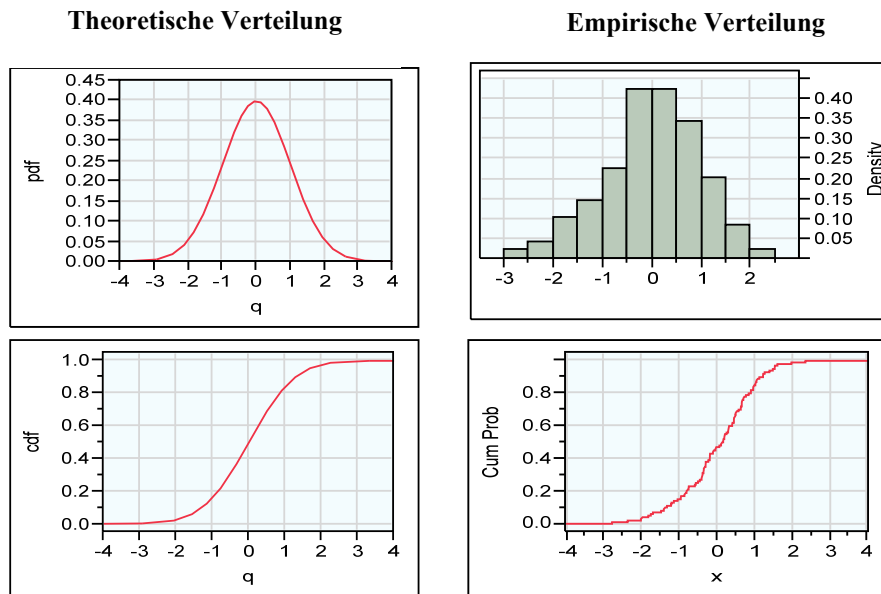 Theoretische Verteilung
Empirische Verteilung
0.45
0.40
0.35
0.30
0.25
0.20
0.15
0.10
0.05
0.00
pdf
-4 -3 -2 -1 0 1 2 3 4
q
0.40
0.35
0.30
0.25
0.20
0.15
0.10
0.05
Density
-3 -2 -1 0 1 2
1.0
0.8
0.6
0.4
0.2
0.0
cdf
-4 -3 -2 -1 0 1 2 3 4
q
0.8
0.6
0.4
0.2
0.0
Cum Prob
-4 -3 -2 -1 0 1 2 3 4
x